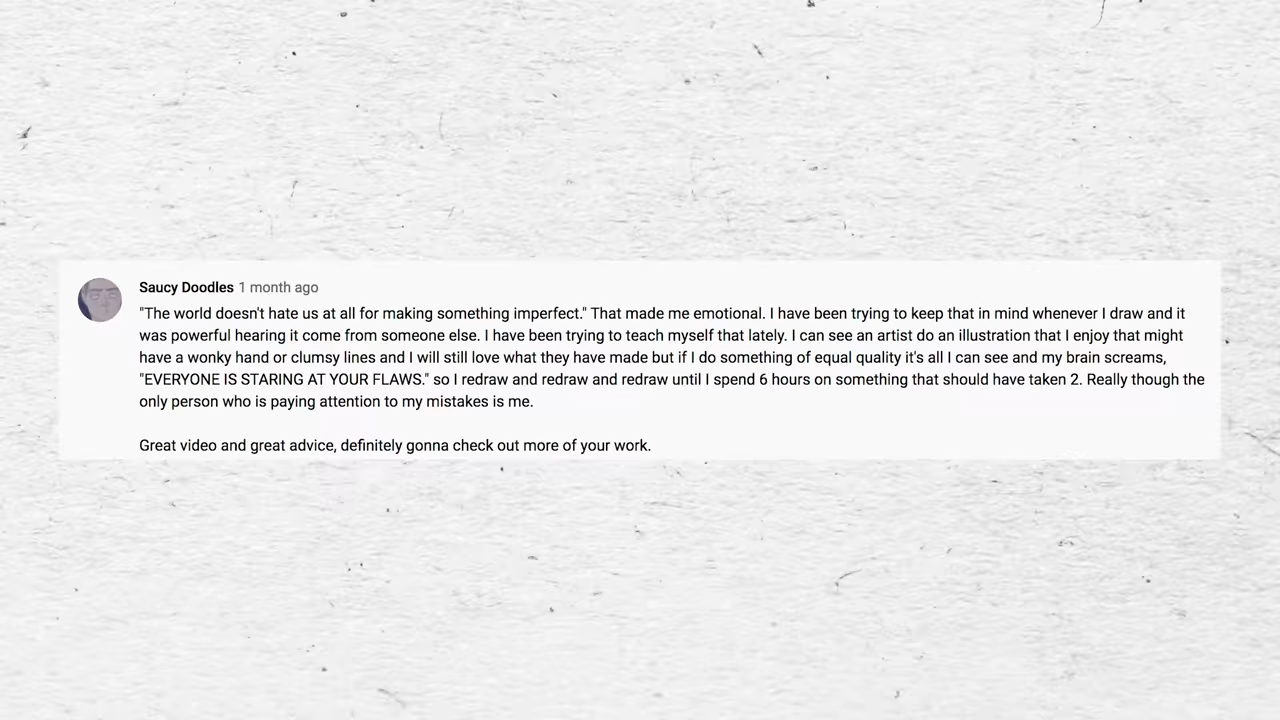 Saucy Doodles 1 month ago
"The world doesn't hate us at all for making something imperfect." That made me emotional. I have been trying to keep that in mind whenever I draw and it
was powerful hearing it come from someone else. I have been trying to teach myself that lately. I can see an artist do an illustration that I enjoy that might
have a wonky hand or clumsy lines and I will still love what they have made but if I do something of equal quality it's all I can see and my brain screams,
"EVERYONE IS STARING AT YOUR FLAWS." so I redraw and redraw and redraw until I spend 6 hours on something that should have taken 2. Really though the
only person who is paying attention to my mistakes is me.
Great video and great advice, definitely gonna check out more of your work.